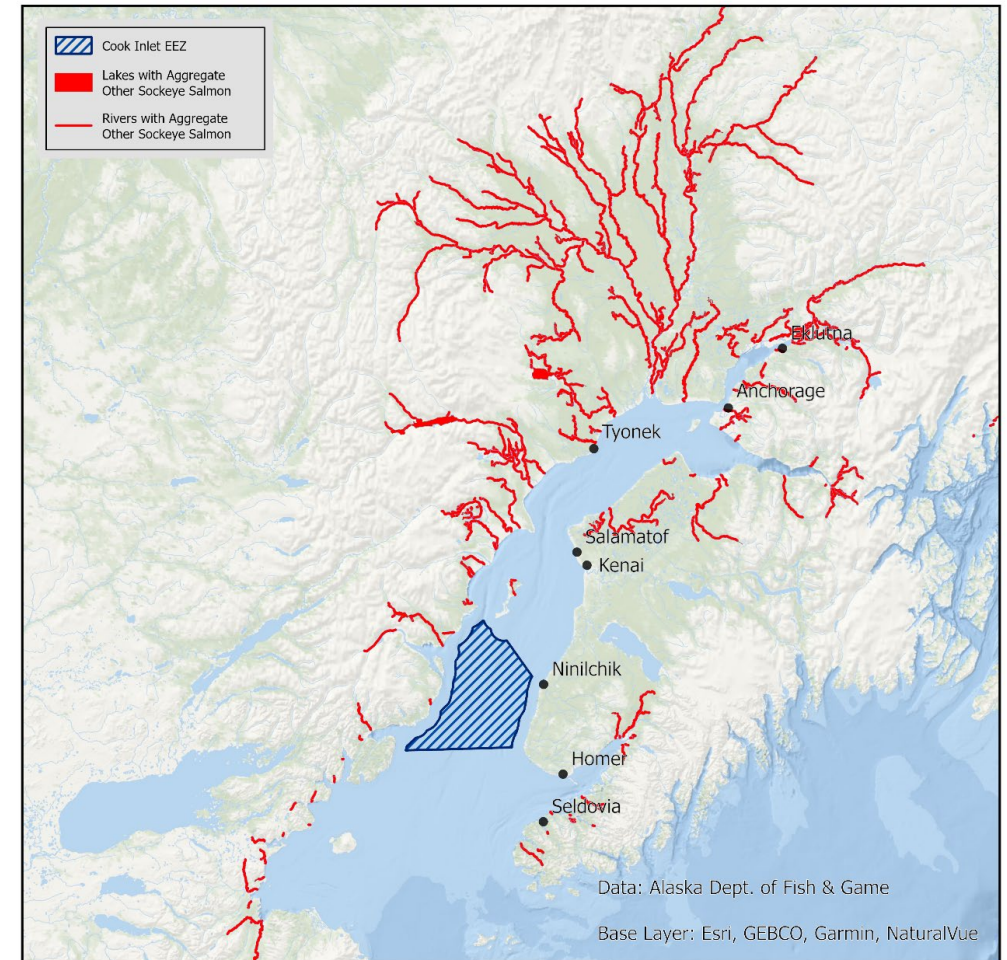 Cook Inlet EEZ
Lakes with Aggregate
Other Sockeye Salmon
Rivers with Aggregate
Other Sockeye Salmon
Eklutna
Anchorage
Tyonek
Salamatof
Kenai
Ninilchik
Homer
Seldovia
Data: Alaska Dept. of Fish & Game
Base Layer: Esri, GEBCO, Garmin, NaturalVue